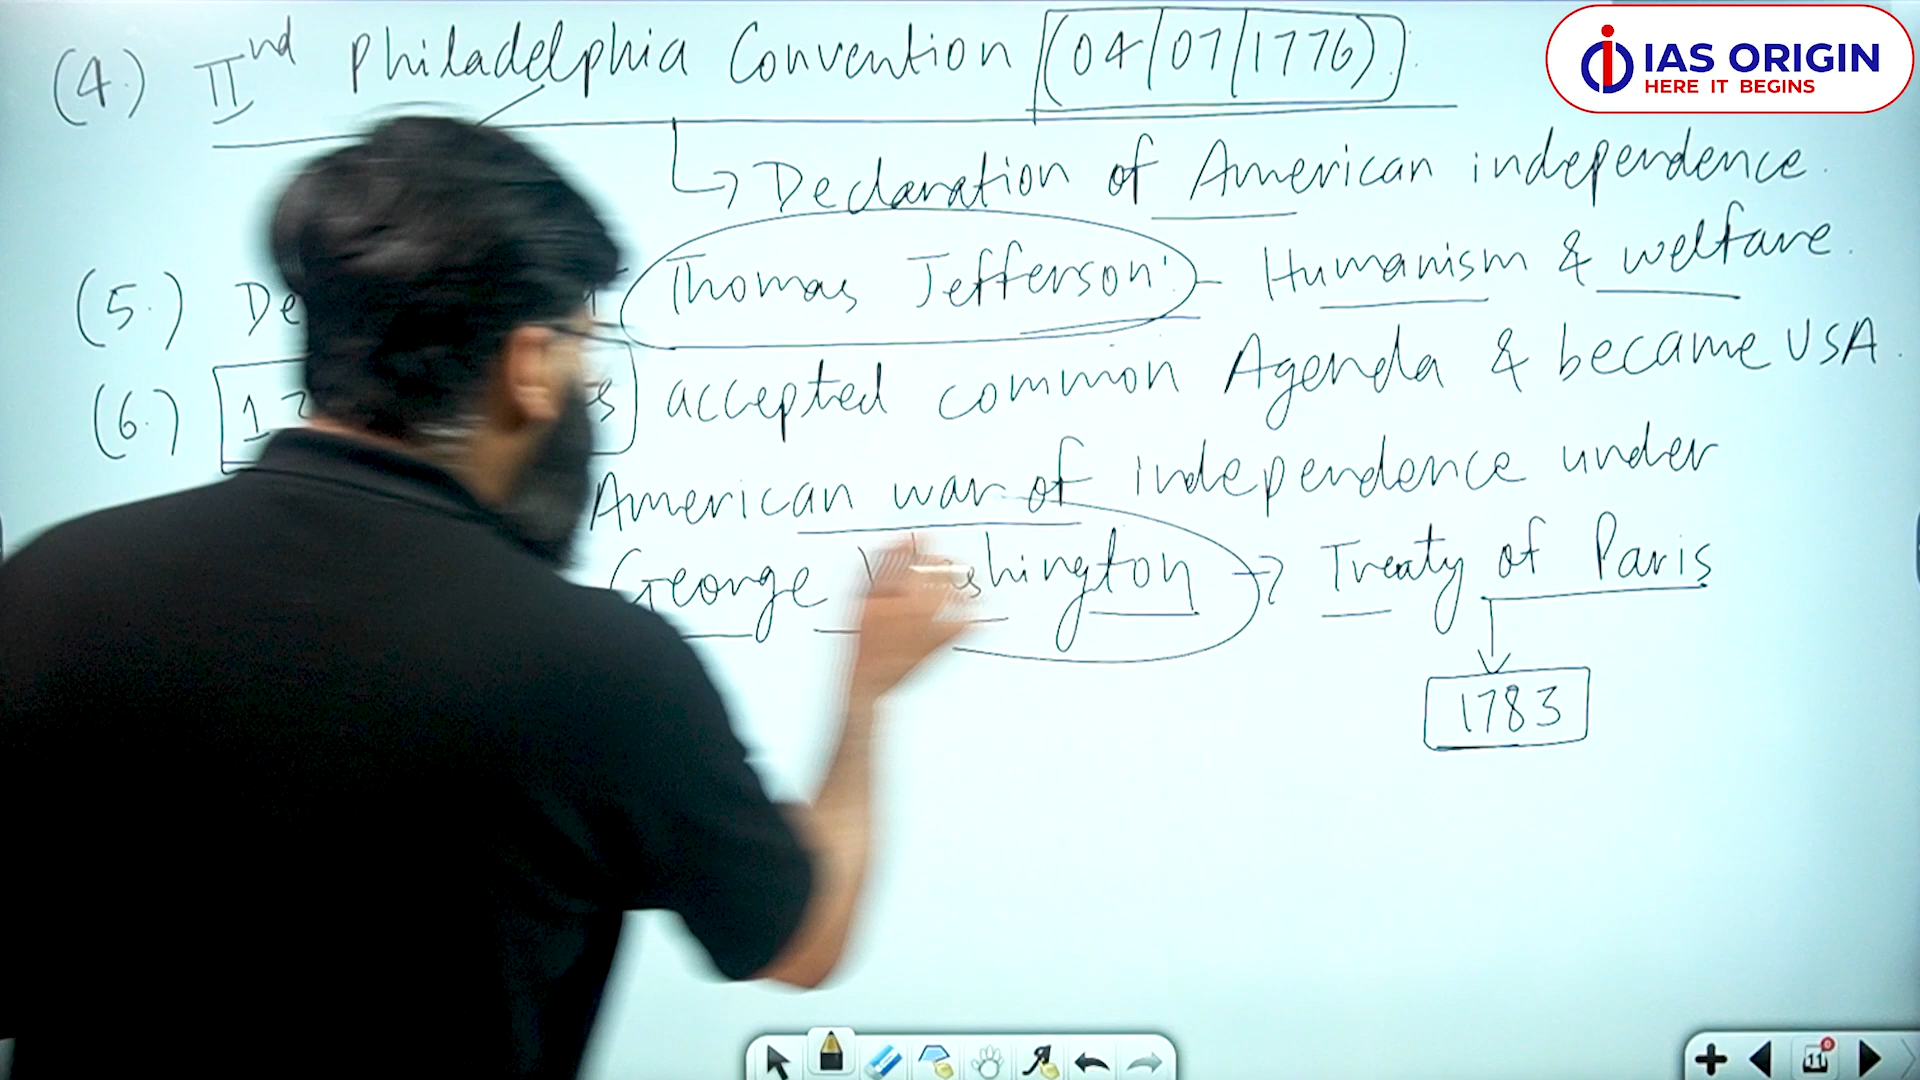 (4.) IInd Philadelphia Convention (04/07/1776).
IAS ORIGIN
HERE IT BEGINS
↳ Declaration of American independence.
(5.) De Thomas Jefferson - Humanism & welfare.
(6.) accepted common Agenda & became USA.
American war of independence under
George Washington → Treaty of Paris
1783
11